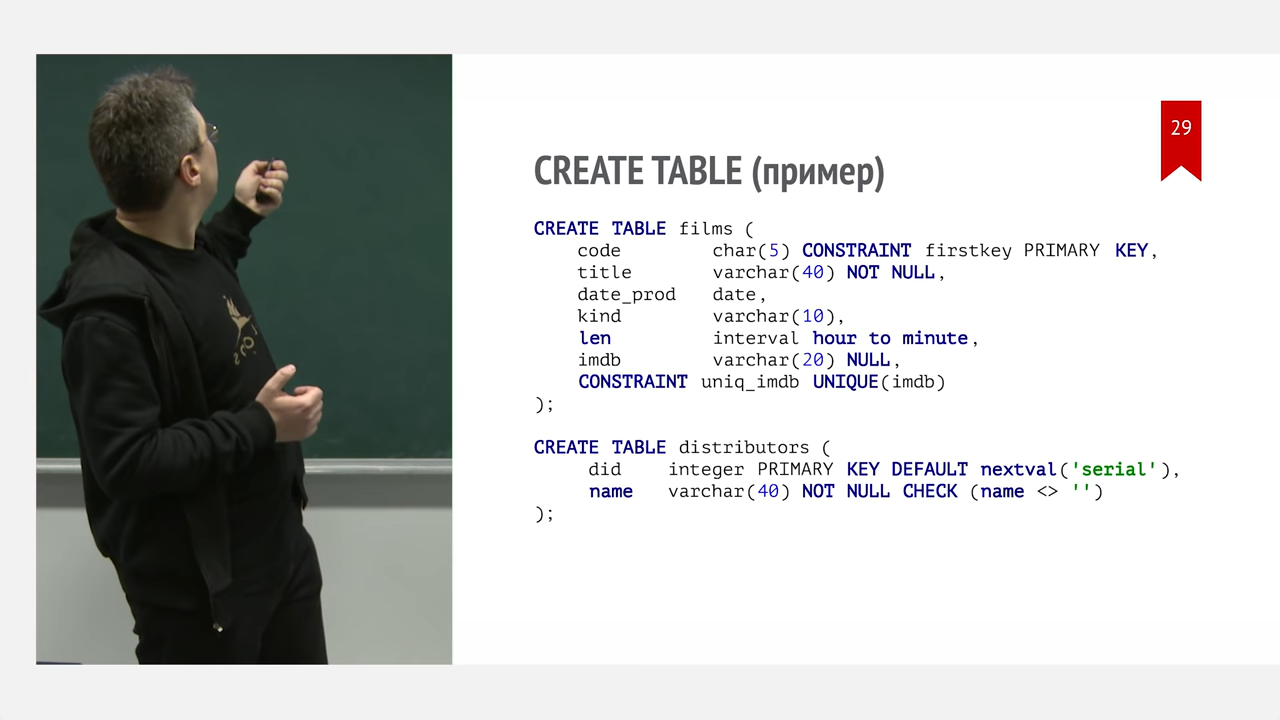 29
CREATE TABLE (пример)
CREATE TABLE films (
    code        char(5) CONSTRAINT firstkey PRIMARY KEY,
    title       varchar(40) NOT NULL,
    date_prod   date,
    kind        varchar(10),
    len         interval hour to minute,
    imdb        varchar(20) NULL,
    CONSTRAINT uniq_imdb UNIQUE(imdb)
);
CREATE TABLE distributors (
     did    integer PRIMARY KEY DEFAULT nextval('serial'),
     name   varchar(40) NOT NULL CHECK (name <> '')
);